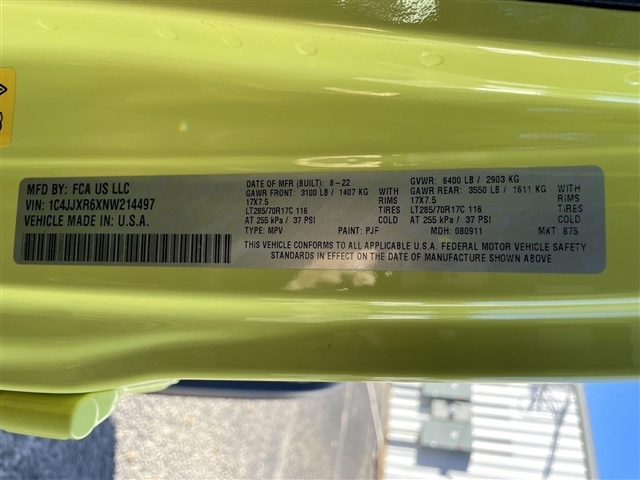 MFD BY: FCA US LLC
VIN: 1C4JJXR6XNW214497
VEHICLE MADE IN U.S.A.
DATE OF MFR (BUILT): 8-22
GAWR FRONT: 3100 LB / 1407 KG WITH
17X7.5 RIMS
LT285/70R17C 116 TIRES
AT 255 kPa / 37 PSI COLD
TYPE: MPV PAINT: PJF
GVWR: 6400 LB / 2903 KG
GAWR REAR: 3550 LB / 1611 KG WITH
17X7.5 RIMS
LT285/70R17C 116 TIRES
AT 255 kPa / 37 PSI COLD
MDH: 080911 MKT 875
THIS VEHICLE CONFORMS TO ALL APPLICABLE U.S.A. FEDERAL MOTOR VEHICLE SAFETY
STANDARDS IN EFFECT ON THE DATE OF MANUFACTURE SHOWN ABOVE.